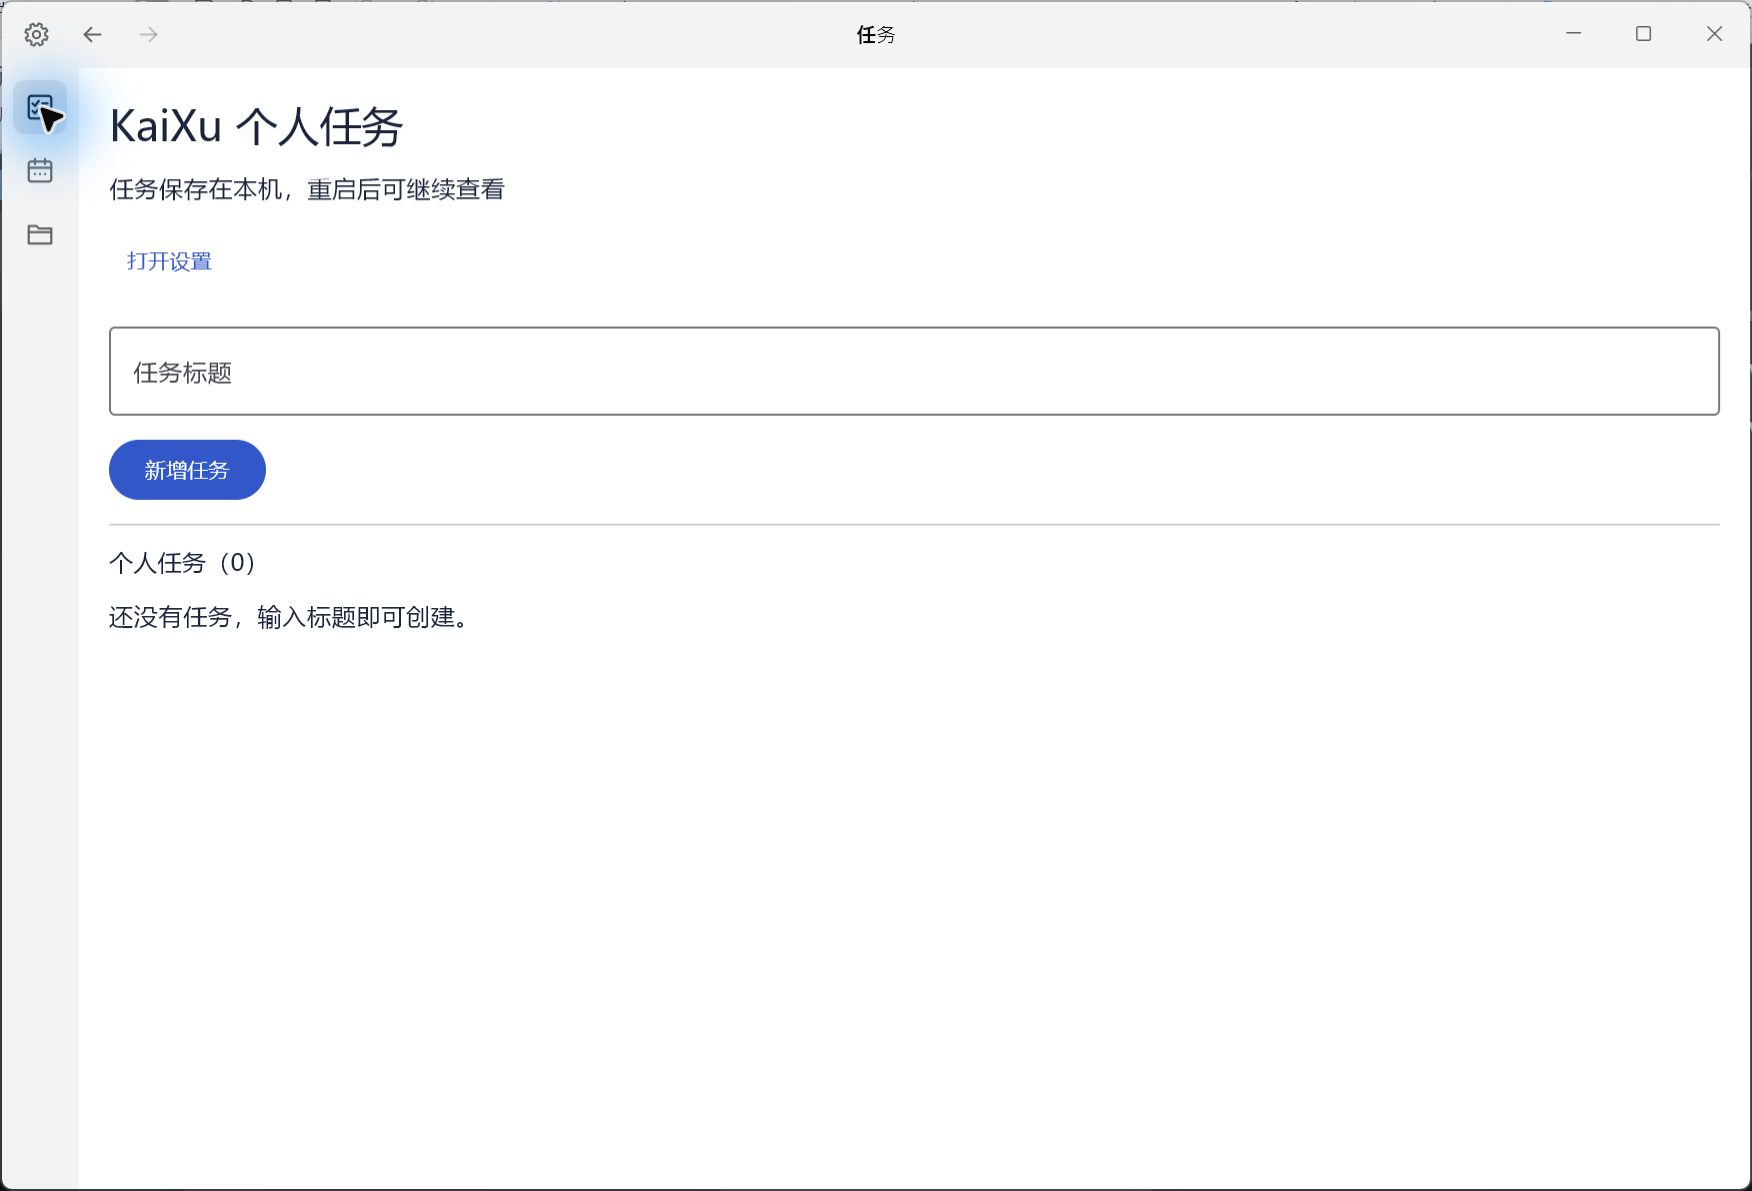 任务
KaiXu 个人任务
任务保存在本机，重启后可继续查看
打开设置
任务标题
新增任务
个人任务（0）
还没有任务，输入标题即可创建。